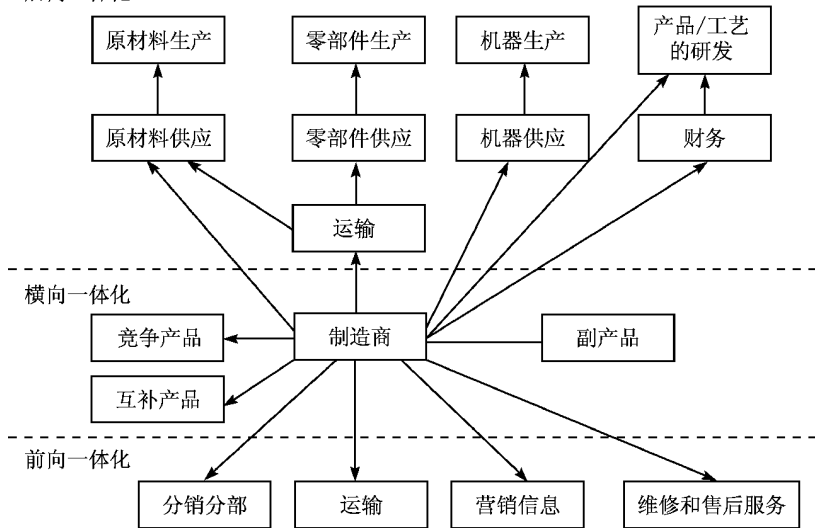 原材料生产
零部件生产
机器生产
产品/工艺
的研发
原材料供应
零部件供应
机器供应
财务
运输
横向一体化
竞争产品
制造商
副产品
互补产品
前向一体化
分销分部
运输
营销信息
维修和售后服务